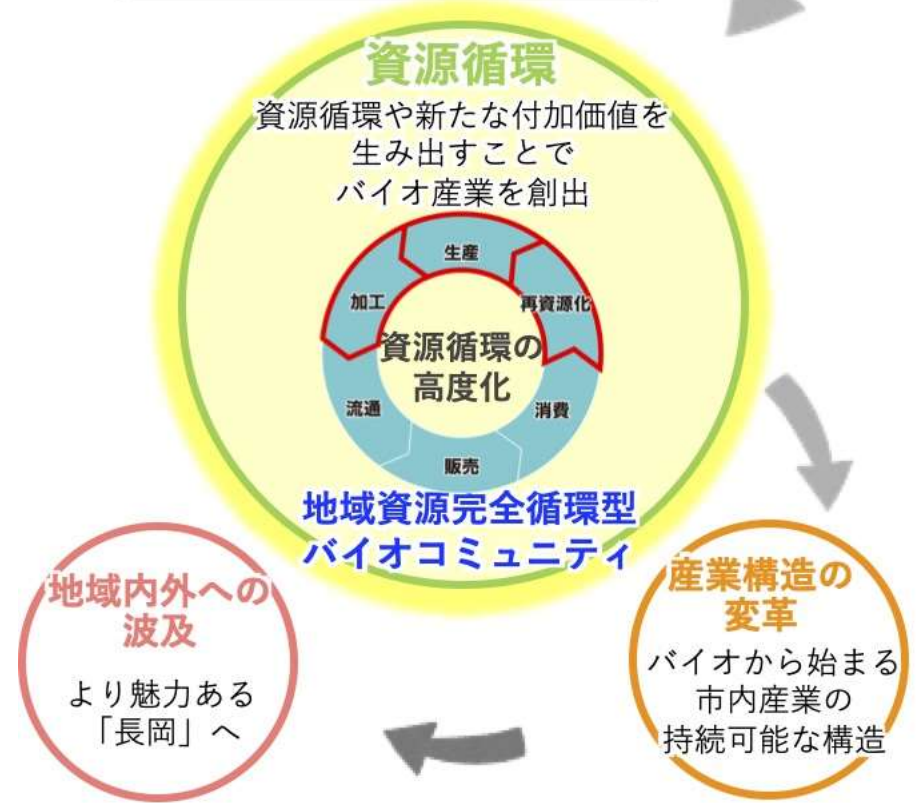 資源循環
資源循環や新たな付加価値を
生み出すことで
バイオ産業を創出
生産
加工
再資源化
資源循環の
高度化
流通
消費
販売
地域資源完全循環型
バイオコミュニティ
地域内外への
波及
より魅力ある
「長岡」へ
産業構造の
変革
バイオから始まる
市内産業の
持続可能な構造